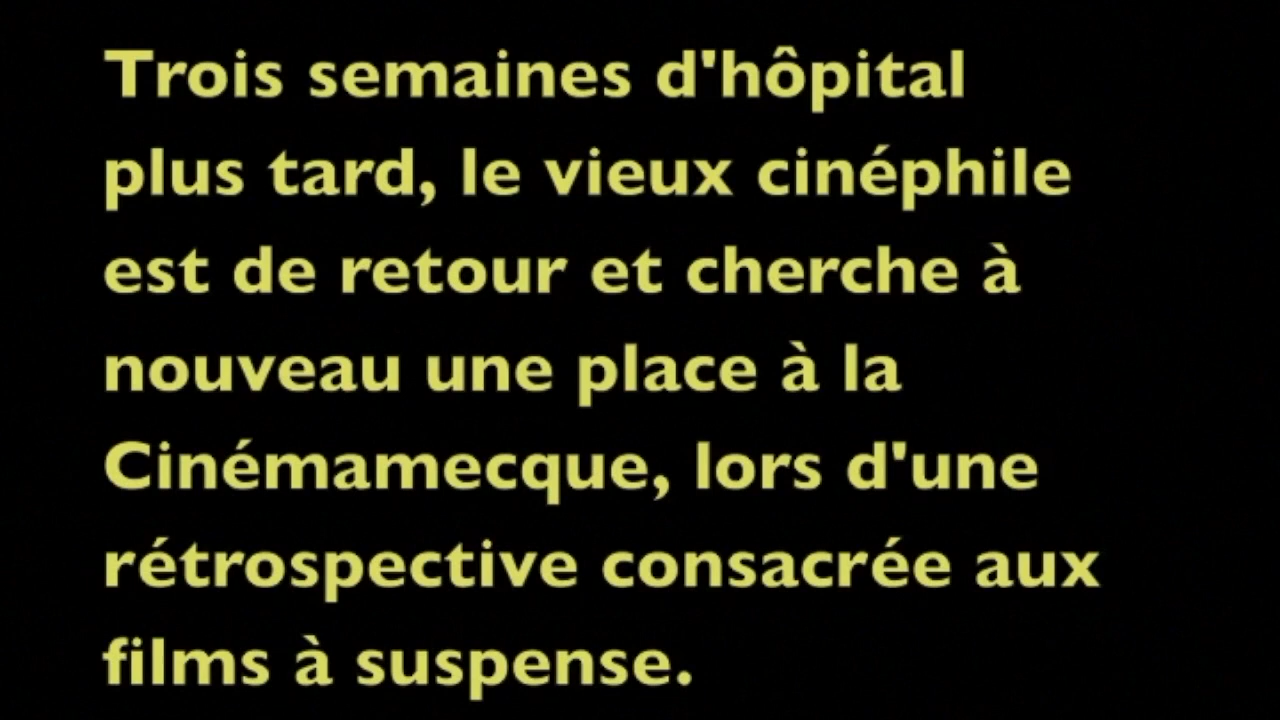 Trois semaines d'hôpital
plus tard, le vieux cinéphile
est de retour et cherche à
nouveau une place à la
Cinémamecque, lors d'une
rétrospective consacrée aux
films à suspense.